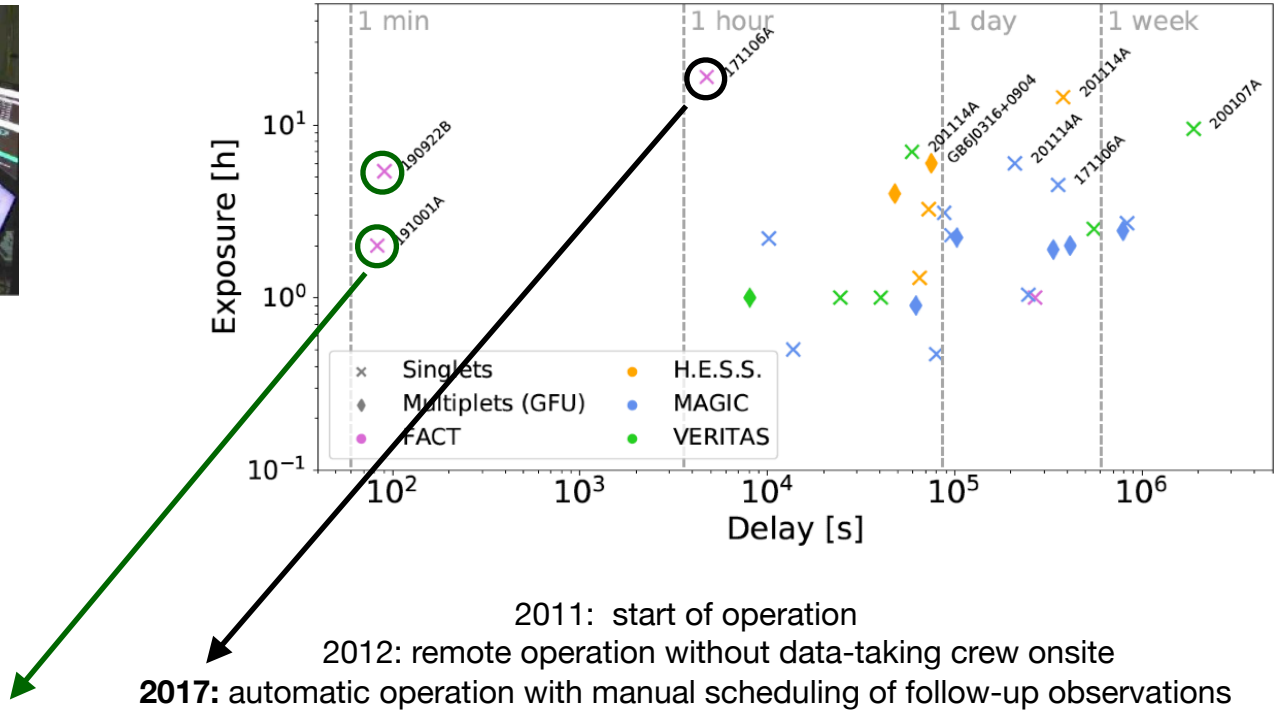 1 min
1 hour
1 day
1 week
171106A
190922B
191001A
201114A
GB6J0316+0904
201114A
201114A
171106A
200107A
Exposure [h]
10¹
10⁰
10⁻¹
Singlets
Multiplets (GFU)
FACT
H.E.S.S.
MAGIC
VERITAS
10²
10³
10⁴
10⁵
10⁶
Delay [s]
2011: start of operation
2012: remote operation without data-taking crew onsite
2017: automatic operation with manual scheduling of follow-up observations